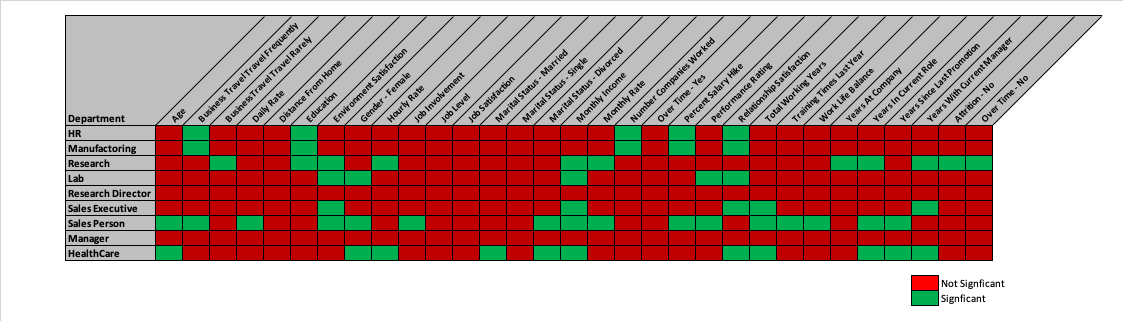 Department
Age
Business Travel Travel Frequently
Business Travel Travel Rarely
Daily Rate
Distance From Home
Education
Environment Satisfaction
Gender - Female
Hourly Rate
Job Involvement
Job Level
Job Satisfaction
Marital Status - Married
Marital Status - Single
Marital Status - Divorced
Monthly Income
Monthly Rate
Number Companies Worked
Over Time - Yes
Percent Salary Hike
Performance Rating
Relationship Satisfaction
Total Working Years
Training Times Last Year
Work Life Balance
Years At Company
Years In Current Role
Years Since Last Promotion
Years With Current Manager
Attrition - No
Over Time - No
HR
Manufactoring
Research
Lab
Research Director
Sales Executive
Sales Person
Manager
HealthCare
Not Signficant
Signficant